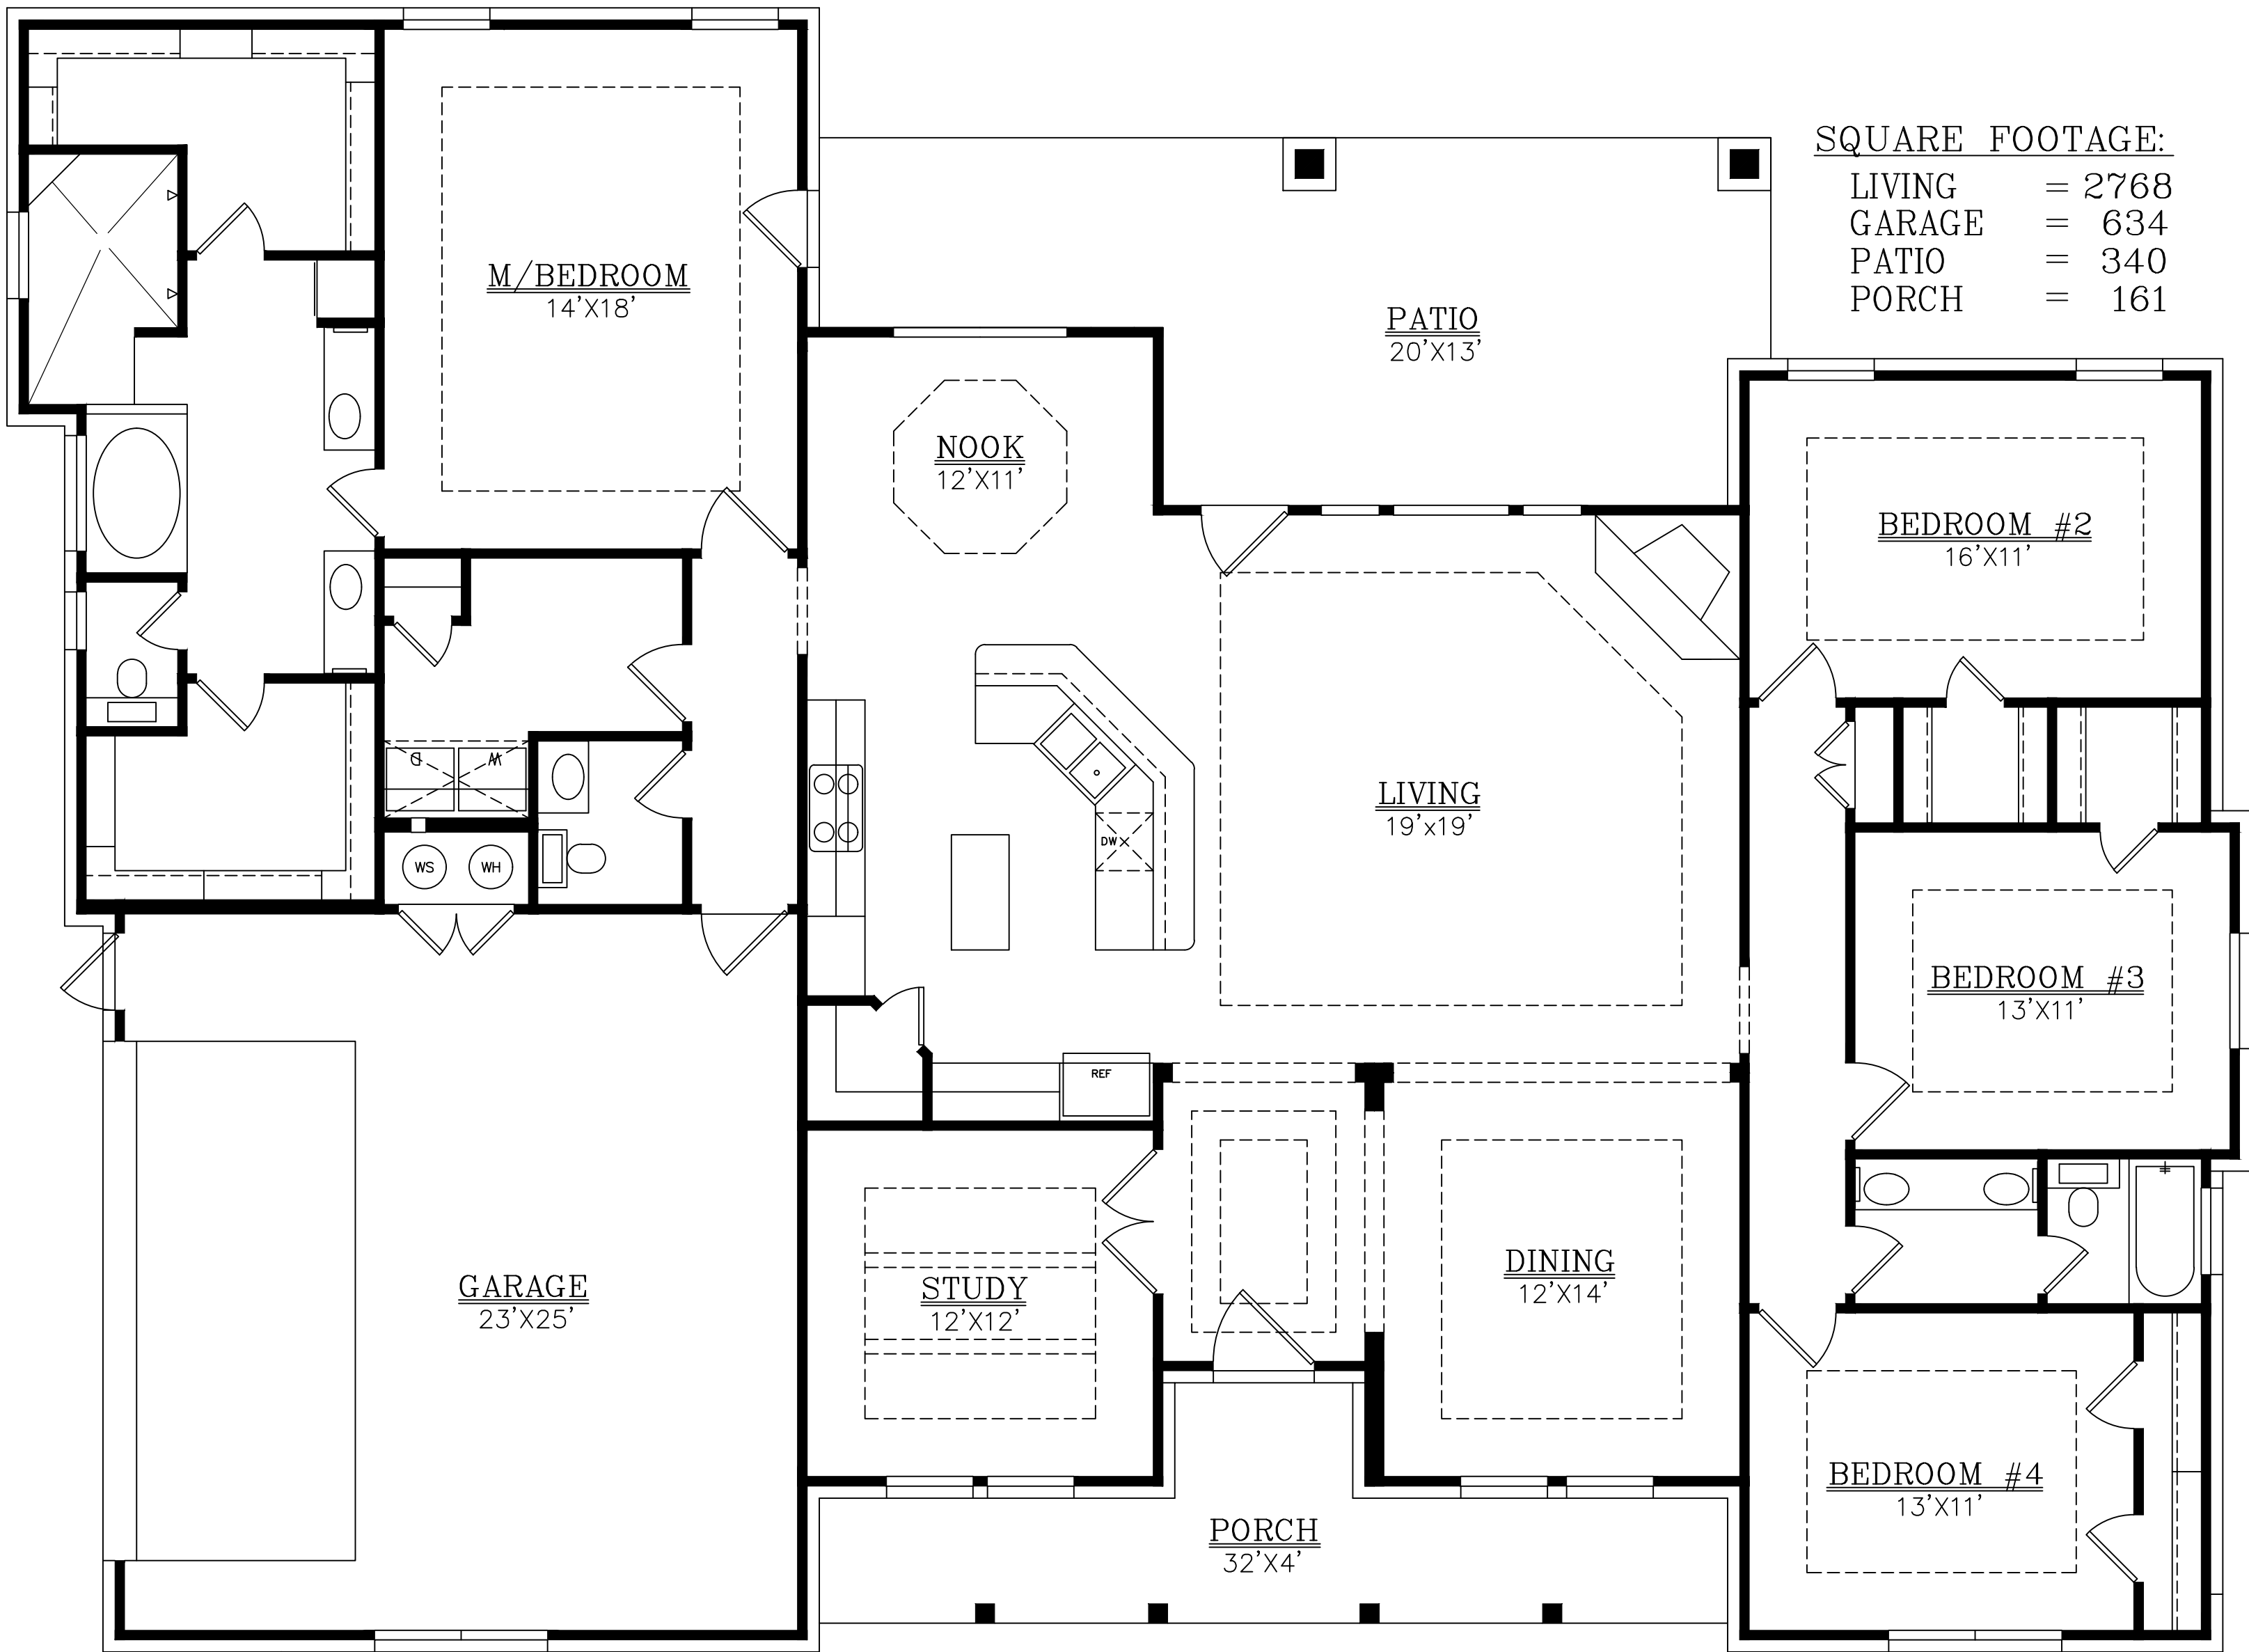 SQUARE FOOTAGE:
LIVING = 2768
GARAGE = 634
PATIO = 340
PORCH = 161
M/BEDROOM
14'X18'
PATIO
20'X13'
NOOK
12'X11'
BEDROOM #2
16'X11'
D
W
LIVING
19'x19'
DW
WS
WH
BEDROOM #3
13'X11'
REF
GARAGE
23'X25'
STUDY
12'X12'
DINING
12'X14'
BEDROOM #4
13'X11'
PORCH
32'X4'